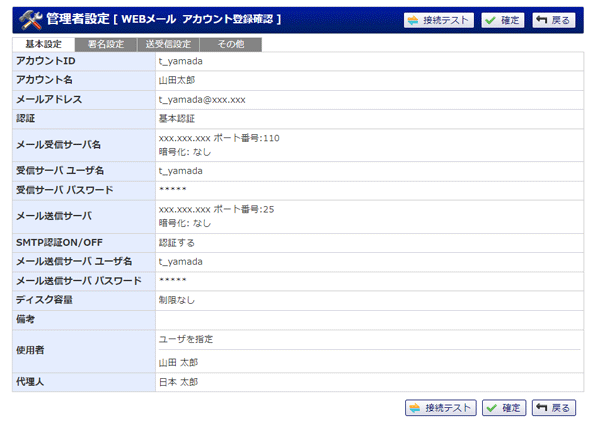 管理者設定 [ WEBメール アカウント登録確認 ] 接続テスト 確定 戻る
基本設定 署名設定 送受信設定 その他
アカウントID t_yamada
アカウント名 山田太郎
メールアドレス t_yamada@xxx.xxx
認証 基本認証
メール受信サーバ名 xxx.xxx.xxx ポート番号:110
暗号化: なし
受信サーバ ユーザ名 t_yamada
受信サーバ パスワード *****
メール送信サーバ xxx.xxx.xxx ポート番号:25
暗号化: なし
SMTP認証ON/OFF 認証する
メール送信サーバ ユーザ名 t_yamada
メール送信サーバ パスワード *****
ディスク容量 制限なし
備考
使用者 ユーザを指定
山田 太郎
代理人 日本 太郎
接続テスト 確定 戻る